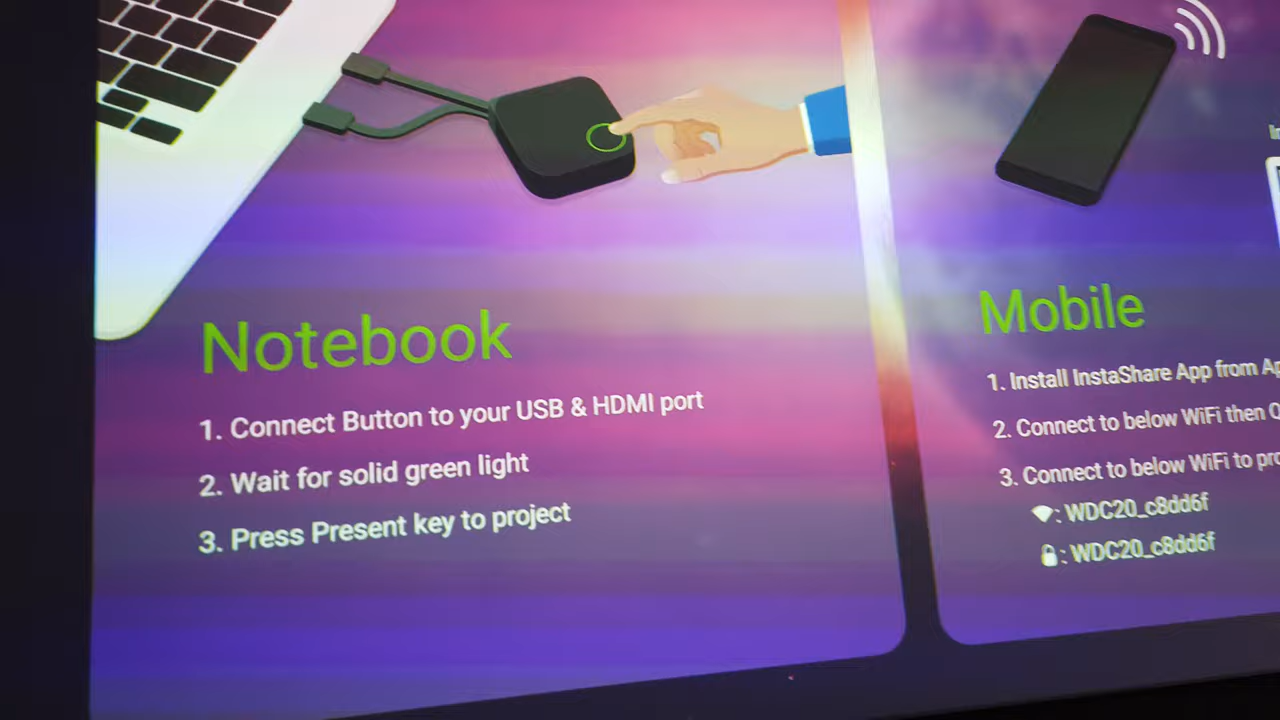 Notebook
1. Connect Button to your USB & HDMI port
2. Wait for solid green light
3. Press Present key to project
Mobile
1. Install InstaShare App from
2. Connect to below WiFi then
3. Connect to below WiFi to
: WDC20_c8dd6f
: WDC20_c8dd6f